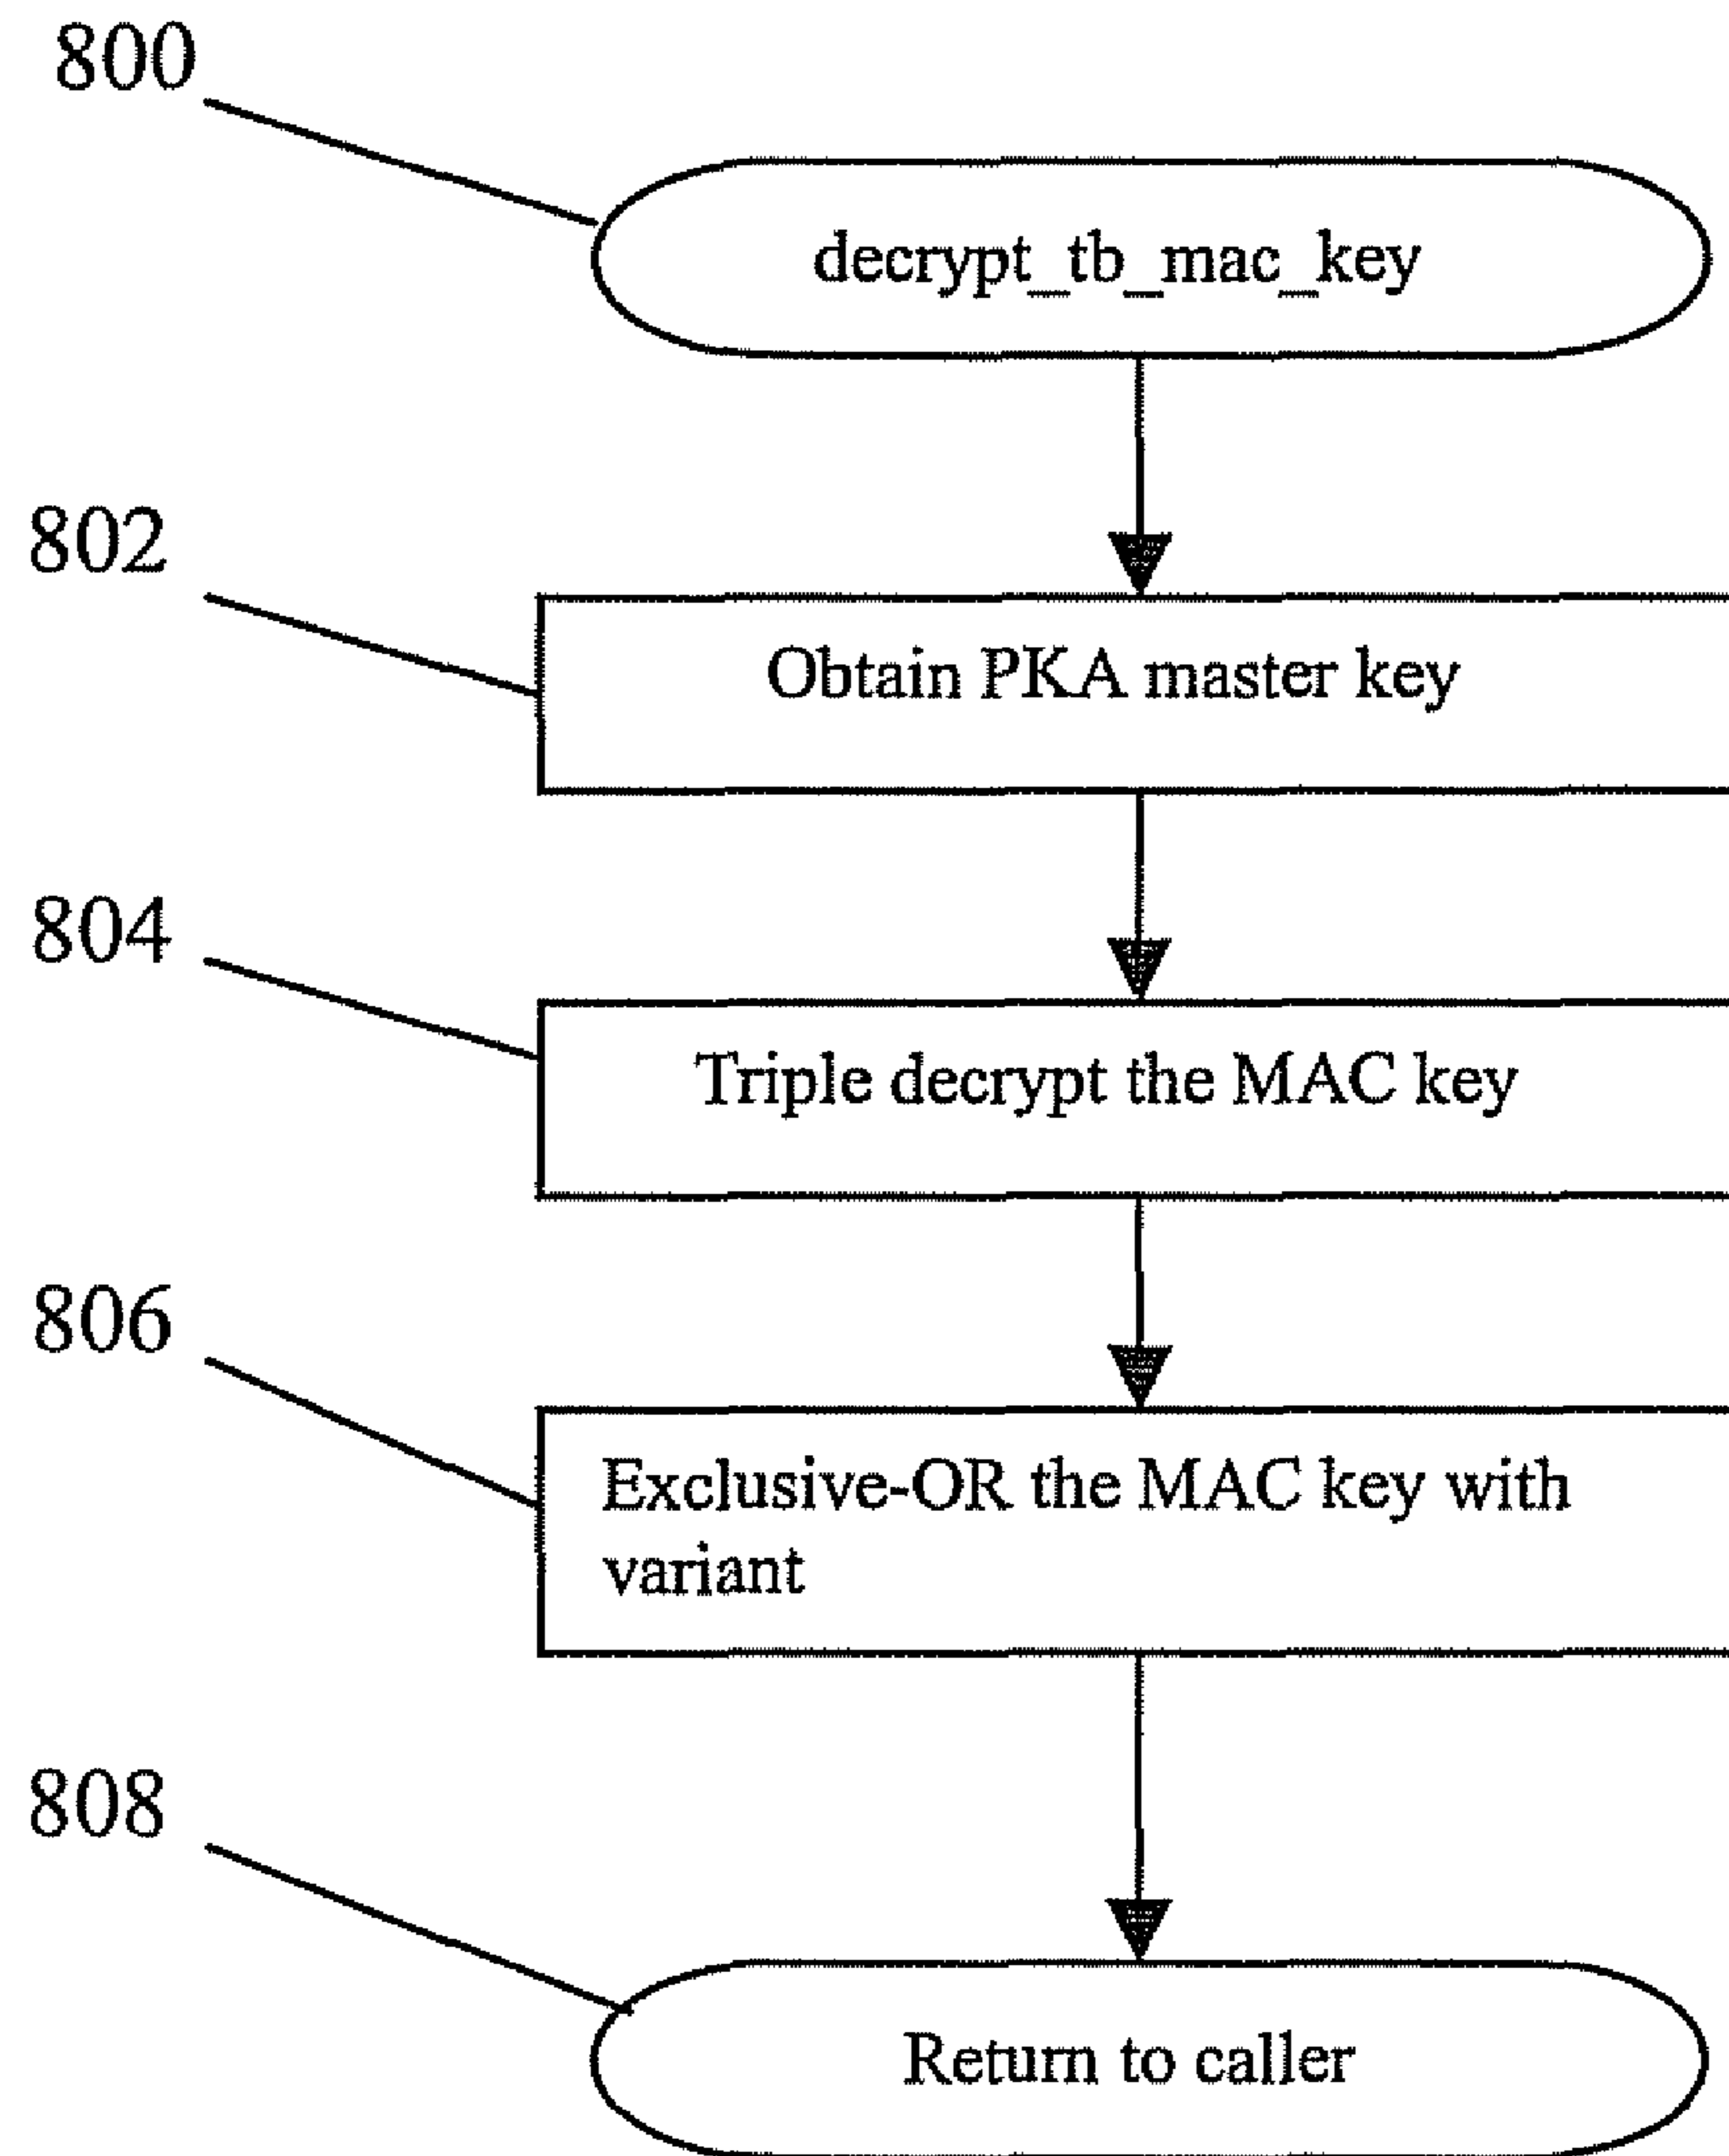 800
decrypt_tb_mac_key
802
Obtain PKA master key
804
Triple decrypt the MAC key
806
Exclusive-OR the MAC key with
variant
808
Return to caller